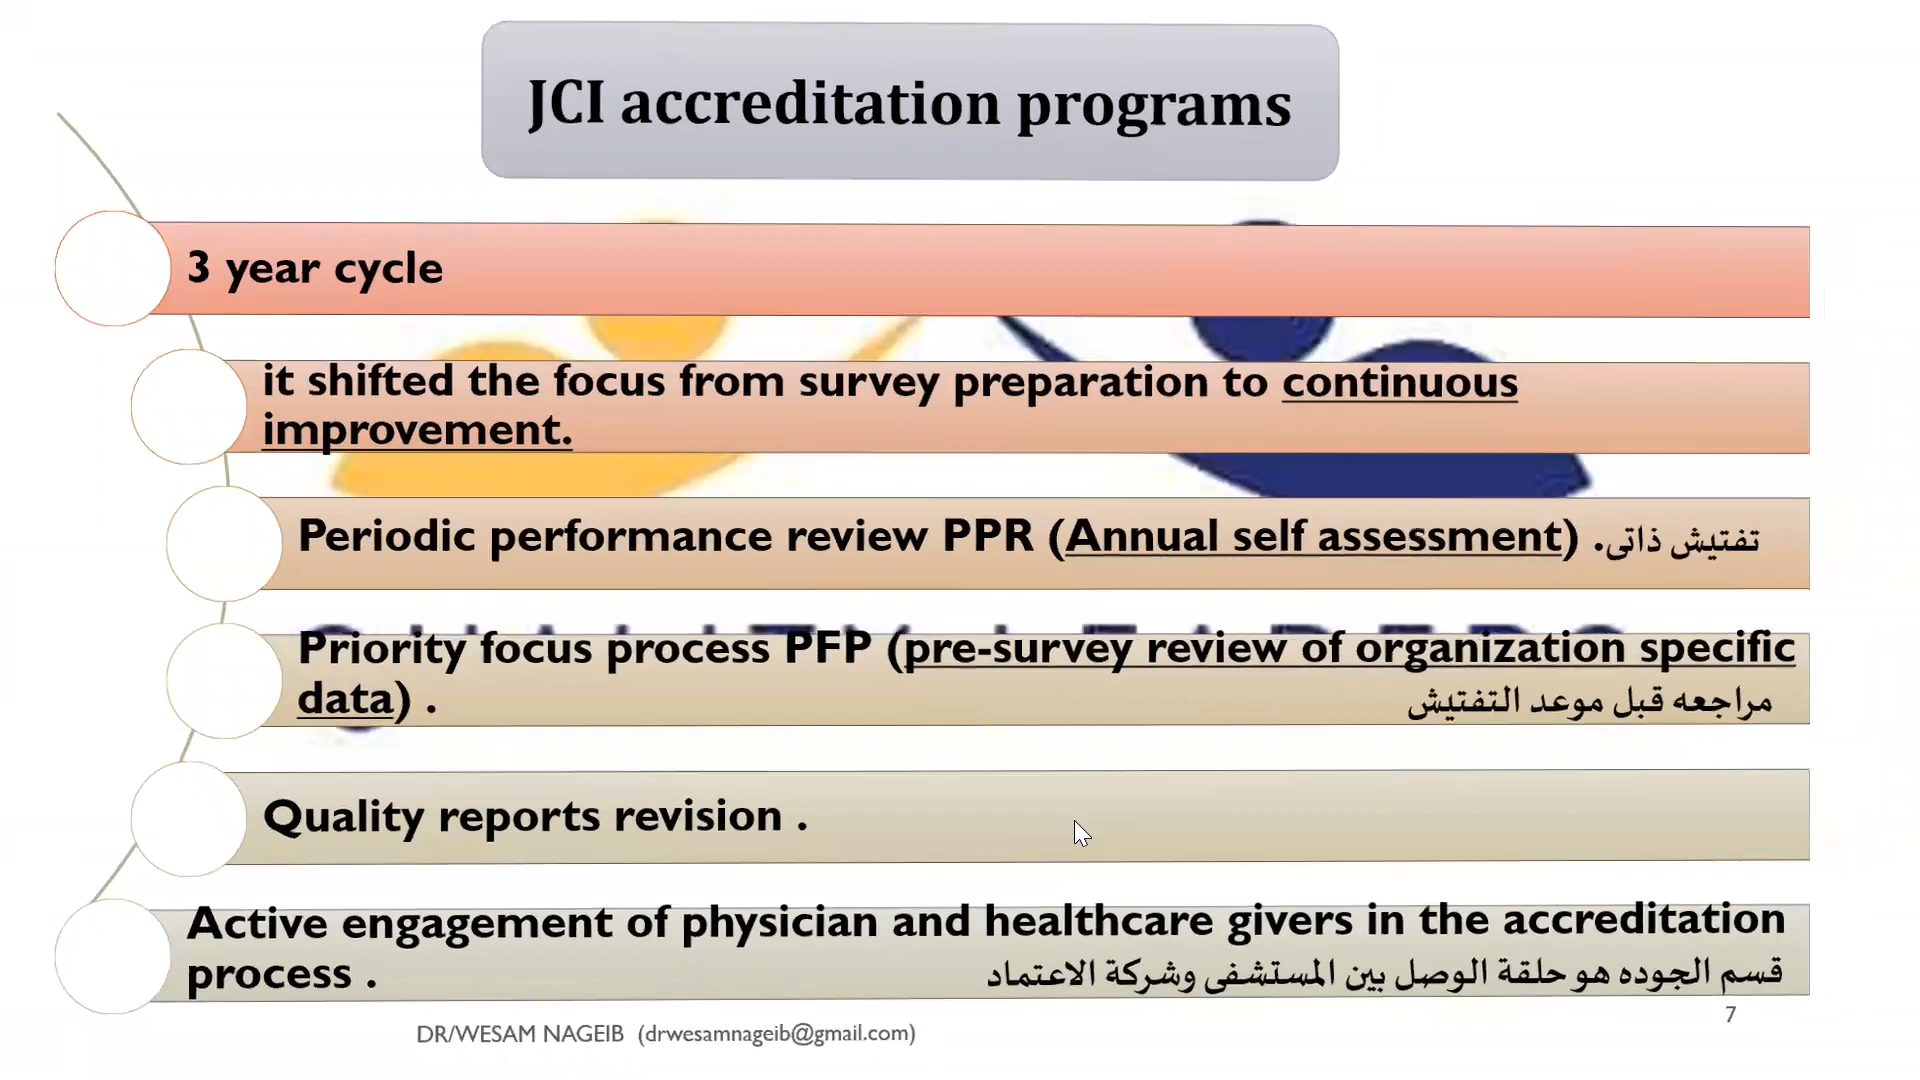 JCI accreditation programs
3 year cycle
it shifted the focus from survey preparation to continuous
improvement.
Periodic performance review PPR (Annual self assessment) .تفتيش ذاتى
Priority focus process PFP (pre-survey review of organization specific
data) . مراجعه قبل موعد التفتيش
Quality reports revision .
Active engagement of physician and healthcare givers in the accreditation
process . قسم الجوده هو حلقة الوصل بين المستشفى وشركة الاعتماد
7
DR/WESAM NAGEIB (drwesamnageib@gmail.com)